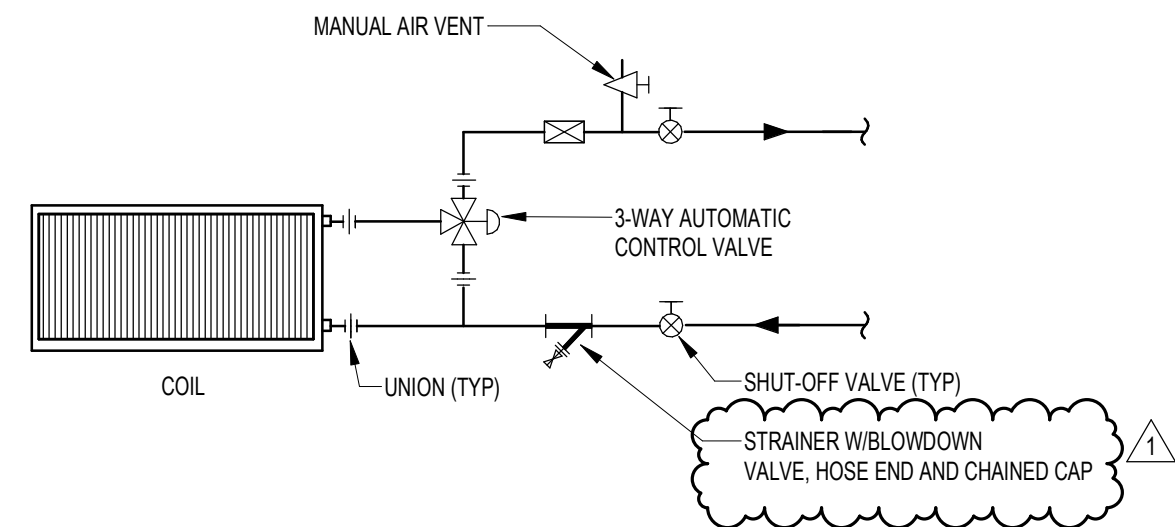 MANUAL AIR VENT
3-WAY AUTOMATIC
CONTROL VALVE
COIL
UNION (TYP)
SHUT-OFF VALVE (TYP)
STRAINER W/BLOWDOWN
VALVE, HOSE END AND CHAINED CAP
1